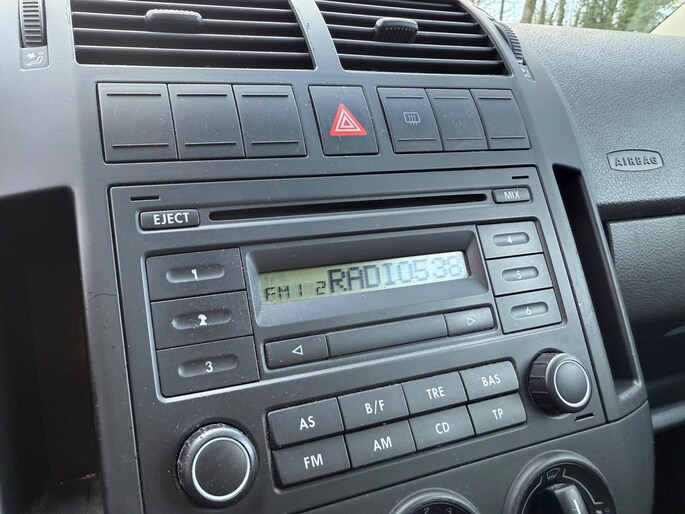 AIRBAG
EJECT
MIX
1
2
3
FM1 2 RADIO538
4
5
6
AS B/F TRE BAS
FM AM CD TP